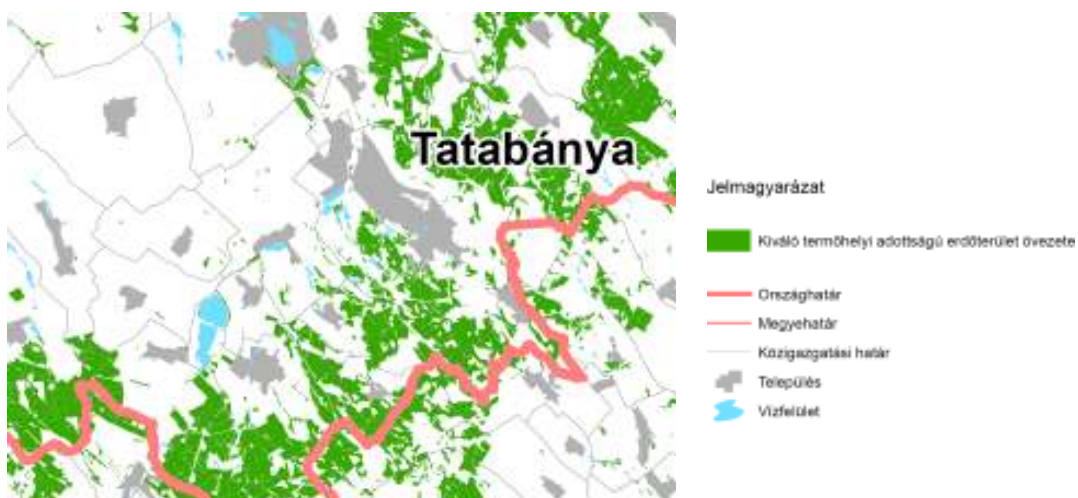 Tatabánya
Jelmagyarázat
Kiváló termőhelyi adottságú erdőterület övezete
Országhatár
Megyehatár
Közigazgatási határ
Település
Vízfelület